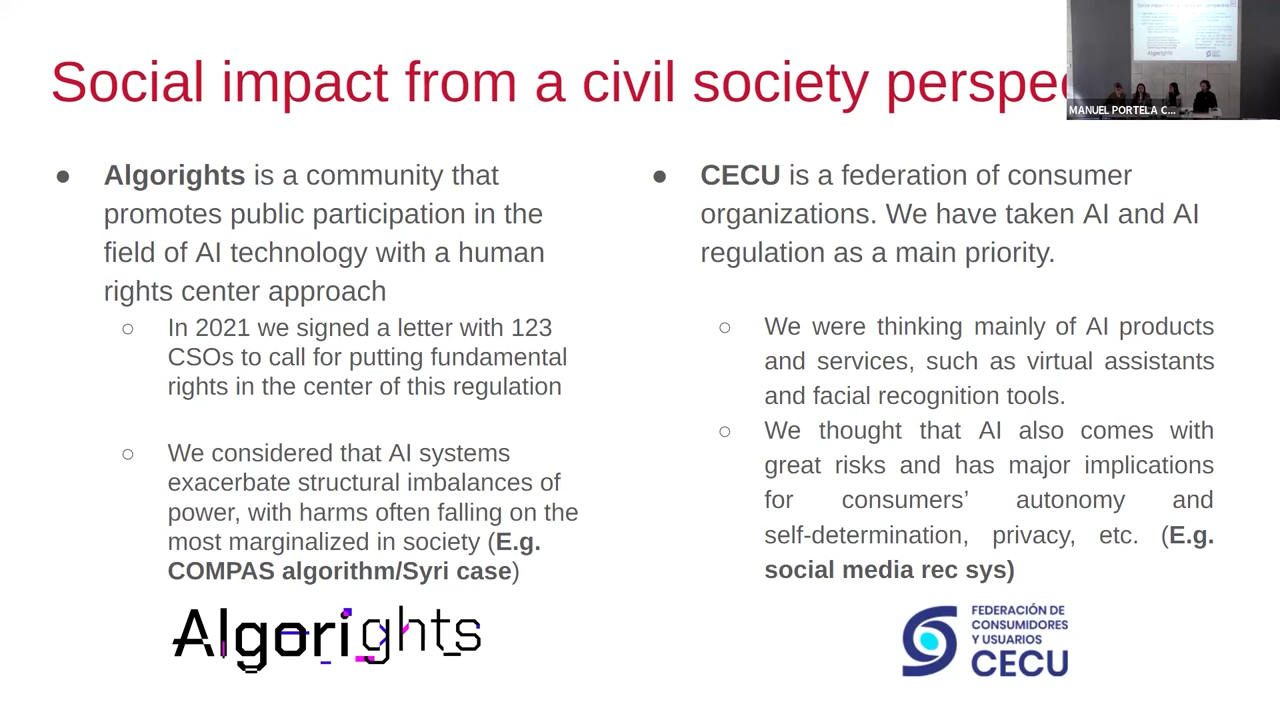 Social impact from a civil society perspec
MANUEL PORTELA C...
● Algorights is a community that
promotes public participation in the
field of AI technology with a human
rights center approach
○ In 2021 we signed a letter with 123
CSOs to call for putting fundamental
rights in the center of this regulation
○ We considered that AI systems
exacerbate structural imbalances of
power, with harms often falling on the
most marginalized in society (E.g.
COMPAS algorithm/Syri case)
Algorights
● CECU is a federation of consumer
organizations. We have taken AI and AI
regulation as a main priority.
○ We were thinking mainly of AI products
and services, such as virtual assistants
and facial recognition tools.
○ We thought that AI also comes with
great risks and has major implications
for consumers’ autonomy and
self-determination, privacy, etc. (E.g.
social media rec sys)
FEDERACIÓN DE
CONSUMIDORES
Y USUARIOS
CECU